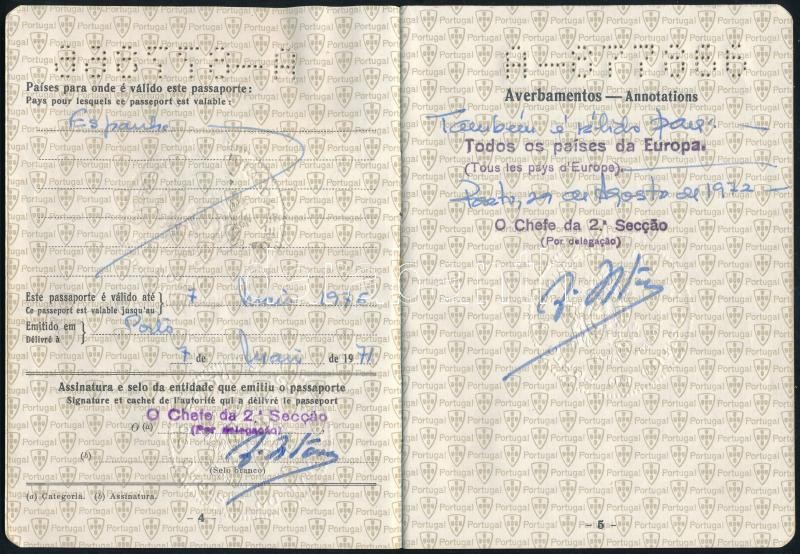 Países para onde é válido este passaporte:
Pays pour lesquels ce passeport est valable:
Espanha
Este passaporte é válido até
Ce passeport est valable jusqu'au
7 1976
Emitido em
Délivré à
Porto
7 de de 1971
Assinatura e selo da entidade que emitiu o passaporte
Signature et cachet de l'autorité qui a délivré le passeport
O Chefe da 2.ª Secção
O (a)
(Por delegação)
(b)
(Selo branco)
(a) Categoria. (b) Assinatura.
- 4 -
Averbamentos — Annotations
Também é válido para: —
Todos os países da Europa.
(Tous les pays d'Europe)
Porto, de Agosto de 1972 —
O Chefe da 2.ª Secção
(Por delegação)
- 5 -